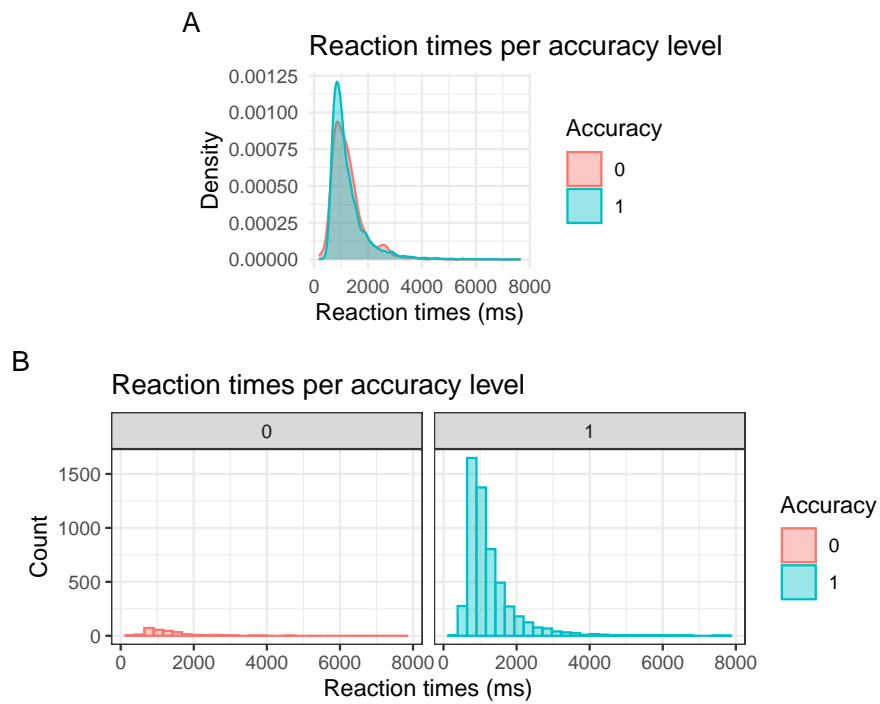 A
Reaction times per accuracy level
0.00125
0.00100
0.00075
0.00050
0.00025
0.00000
Density
0 2000 4000 6000 8000
Reaction times (ms)
Accuracy
0
1
B
Reaction times per accuracy level
0 1
1500
1000
500
0
Count
0 2000 4000 6000 8000 0 2000 4000 6000 8000
Reaction times (ms)
Accuracy
0
1